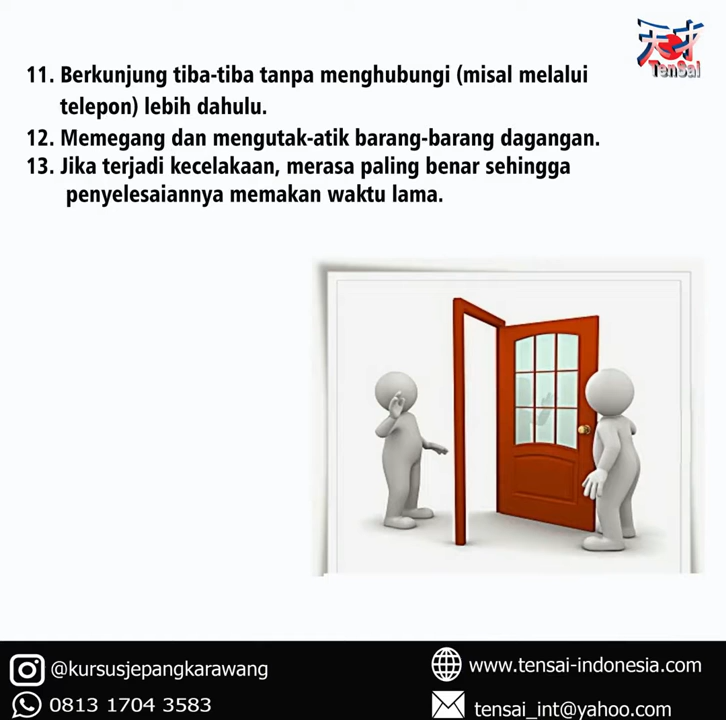 天才
TenSai
11. Berkunjung tiba-tiba tanpa menghubungi (misal melalui
telepon) lebih dahulu.
12. Memegang dan mengutak-atik barang-barang dagangan.
13. Jika terjadi kecelakaan, merasa paling benar sehingga
penyelesaiannya memakan waktu lama.
@kursusjepangkarawang
www.tensai-indonesia.com
0813 1704 3583
tensai_int@yahoo.com